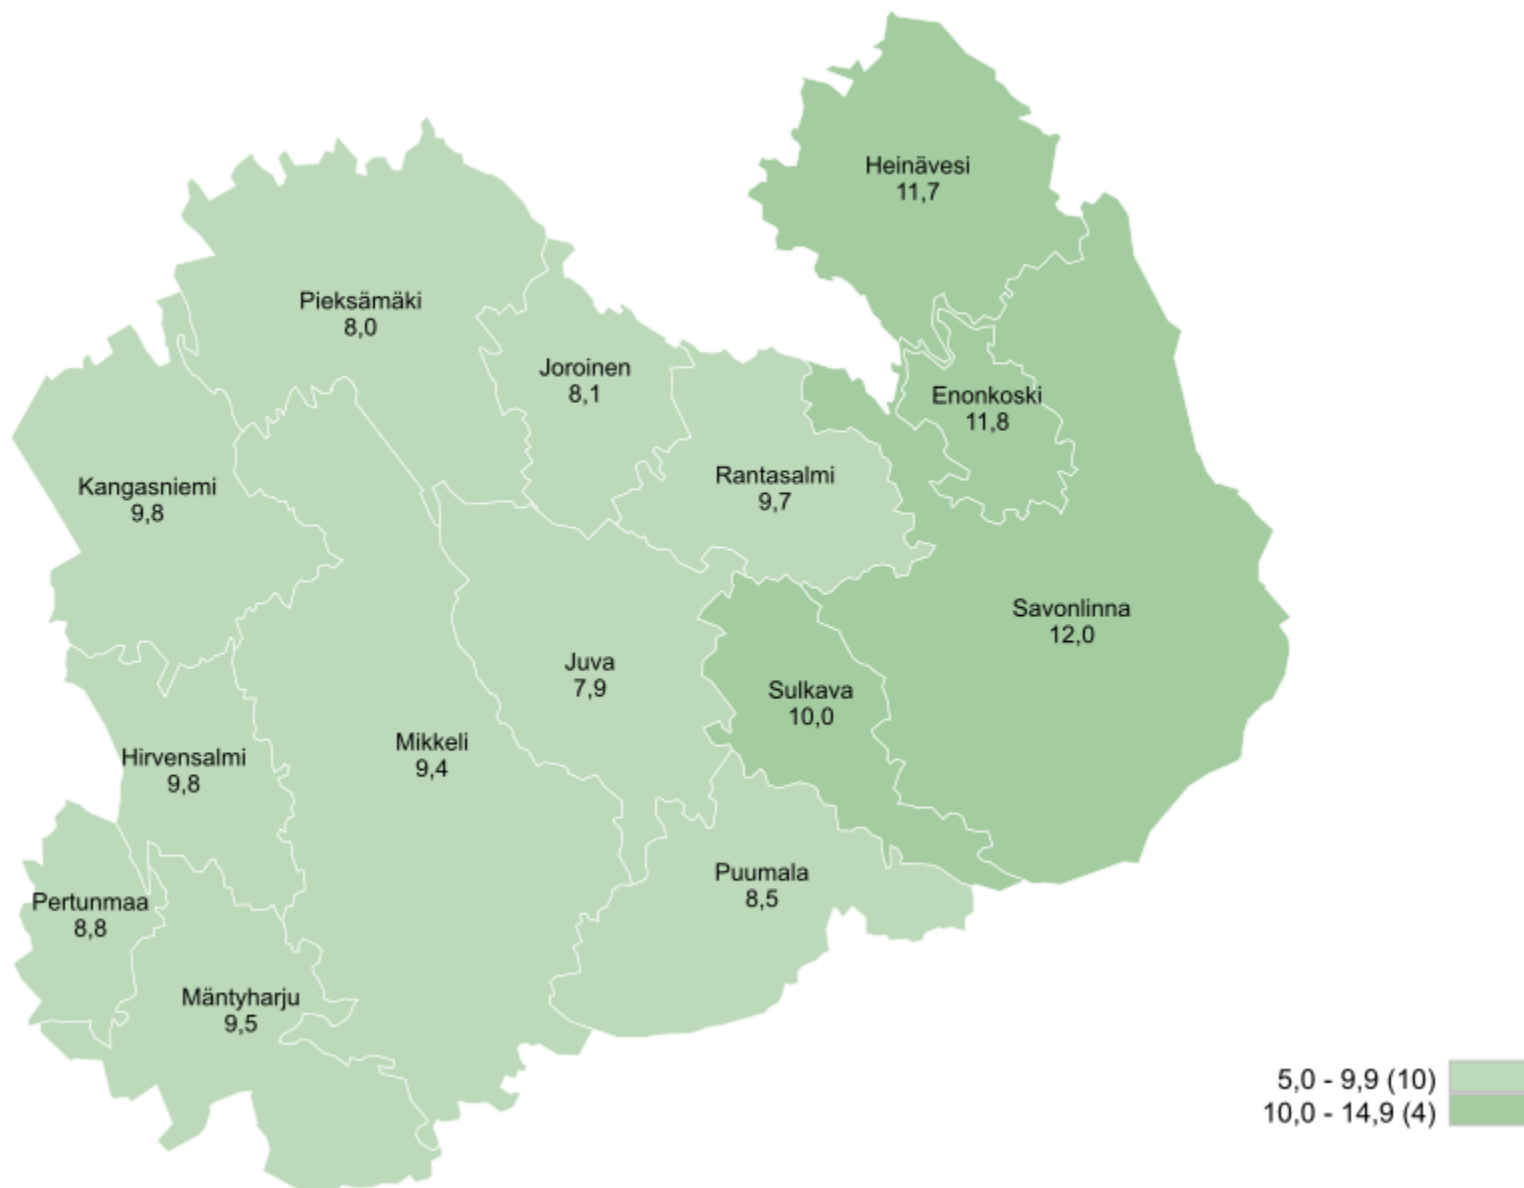 Heinävesi
11,7
Pieksämäki
8,0
Joroinen
8,1
Enonkoski
11,8
Rantasalmi
9,7
Kangasniemi
9,8
Savonlinna
12,0
Juva
7,9
Sulkava
10,0
Mikkeli
9,4
Hirvensalmi
9,8
Puumala
8,5
Pertunmaa
8,8
Mäntyharju
9,5
5,0 - 9,9 (10)
10,0 - 14,9 (4)